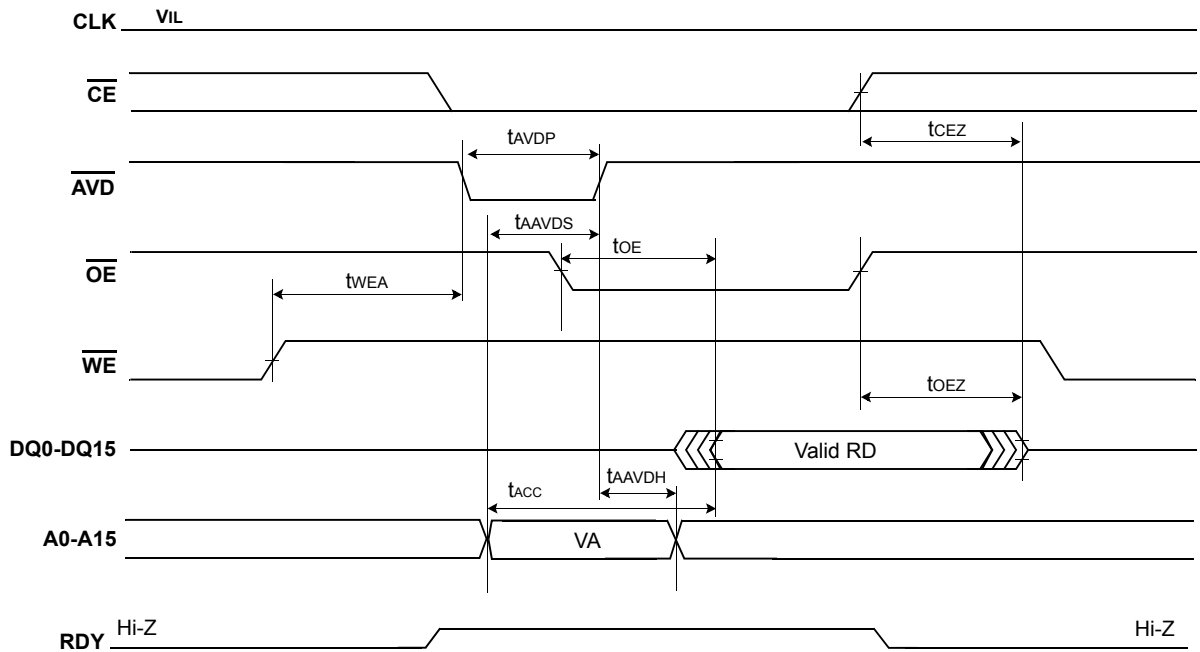 CLK VIL
CE
tAVDP
tCEZ
AVD
tAAVDS
tOE
OE
tWEA
WE
tOEZ
DQ0-DQ15 Valid RD
tAAVDH
tACC
A0-A15 VA
Hi-Z Hi-Z
RDY